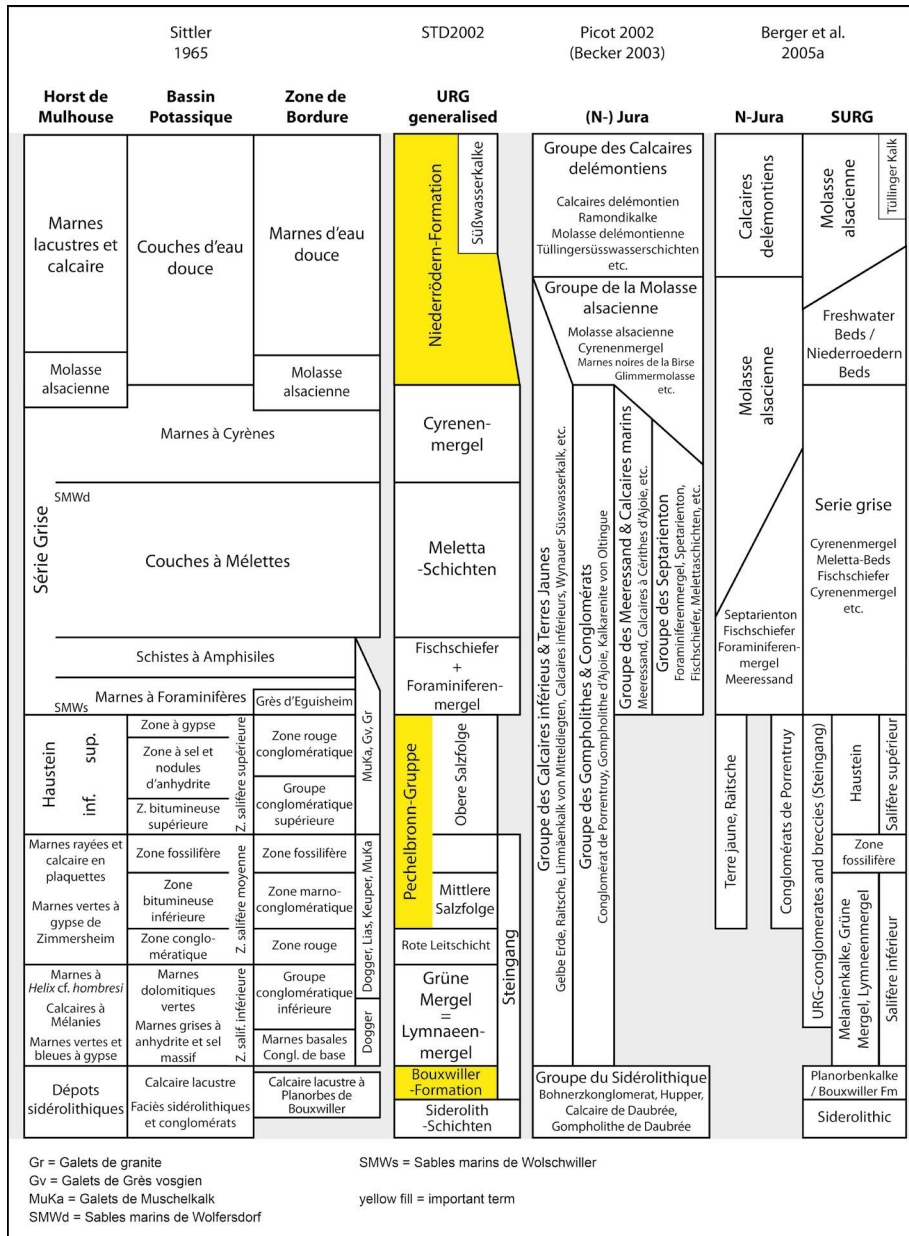 Sittler
1965
STD2002
Picot 2002
(Becker 2003)
Berger et al.
2005a
Horst de
Mulhouse
Bassin
Potassique
Zone de
Bordure
URG
generalised
(N-) Jura
N-Jura
SURG
Marnes
lacustres et
calcaire
Couches d'eau
douce
Marnes d'eau
douce
Molasse
alsacienne
Molasse
alsacienne
Série Grise
Marnes à Cyrènes
SMWd
Couches à Mélettes
Schistes à Amphisiles
Marnes à Foraminifères
SMWs
Grès d'Eguisheim
MuKa, Gv, Gr
Haustein
inf. sup.
Zone à gypse
Zone à sel et
nodules
d'anhydrite
Z. bitumineuse
supérieure
Z. salifère supérieure
Zone rouge
conglomératique
Groupe
conglomératique
supérieure
Marnes rayées et
calcaire en
plaquettes
Marnes vertes à
gypse de
Zimmersheim
Zone fossilifère
Zone
bitumineuse
inférieure
Zone conglo-
mératique
Z. salifère moyenne
Zone fossilifère
Zone marno-
conglomératique
Zone rouge
Dogger, Lias, Keuper, MuKa
Marnes à
Helix cf. hombresi
Calcaires à
Mélanies
Marnes vertes et
bleues à gypse
Marnes
dolomitiques
vertes
Marnes grises à
anhydrite et sel
massif
Z. salif. inférieure
Groupe
conglomératique
inférieure
Marnes basales
Congl. de base
Dogger
Dépots
sidérolithiques
Calcaire lacustre
Faciès sidérolithiques
et conglomérats
Calcaire lacustre à
Planorbes de
Bouxwiller
Niederrödern-Formation
Süßwasserkalke
Cyrenen-
mergel
Meletta
-Schichten
Fischschiefer
+
Foraminiferen-
mergel
Pechelbronn-Gruppe
Obere Salzfolge
Mittlere
Salzfolge
Rote Leitschicht
Grüne
Mergel
=
Lymnaeen-
mergel
Steingang
Bouxwiller
-Formation
Siderolith
-Schichten
Groupe des Calcaires
delémontiens
Calcaires delémontien
Ramondikalke
Molasse delémontienne
Tüllingersüsswasserschichten
etc.
Groupe de la Molasse
alsacienne
Molasse alsacienne
Cyrenenmergel
Marnes noires de la Birse
Glimmermolasse
etc.
Groupe des Calcaires inférieus & Terres Jaunes
Gelbe Erde, Raitsche, Limnäenkalk von Mitteldiegten, Calcaires inférieurs, Wynauer Süsswasserkalk, etc.
Groupe des Gompholithes & Conglomérats
Conglomérat de Porrentruy, Gompholithe d'Ajoie, Kalkarenite von Oltingue
Groupe des Meeressand & Calcaires marins
Meeressand, Calcaires à Cérithes d'Ajoie, etc.
Groupe des Septarienton
Foraminiferenmergel, Spetarienton,
Fischschiefer, Melettaschichten, etc.
Groupe du Sidérolithique
Bohnerzkonglomerat, Hupper,
Calcaire de Daubrée,
Gompholithe de Daubrée
Calcaires
delémontiens
Molasse
alsacienne
Septarienton
Fischschiefer
Foraminiferen-
mergel
Meeressand
Terre jaune, Raitsche
Conglomérats de Porrentruy
Molasse
alsacienne
Tüllinger Kalk
Freshwater
Beds /
Niederroedern
Beds
Serie grise
Cyrenenmergel
Meletta-Beds
Fischschiefer
Cyrenenmergel
etc.
URG-conglomerates and breccies (Steingang)
Haustein
Salifère supérieur
Zone
fossilifère
Melanienkalke, Grüne
Mergel, Lymneenmergel
Salifère inférieur
Planorbenkalke
/ Bouxwiller Fm
Siderolithic
Gr = Galets de granite
Gv = Galets de Grès vosgien
MuKa = Galets de Muschelkalk
SMWd = Sables marins de Wolfersdorf
SMWs = Sables marins de Wolschwiller
yellow fill = important term